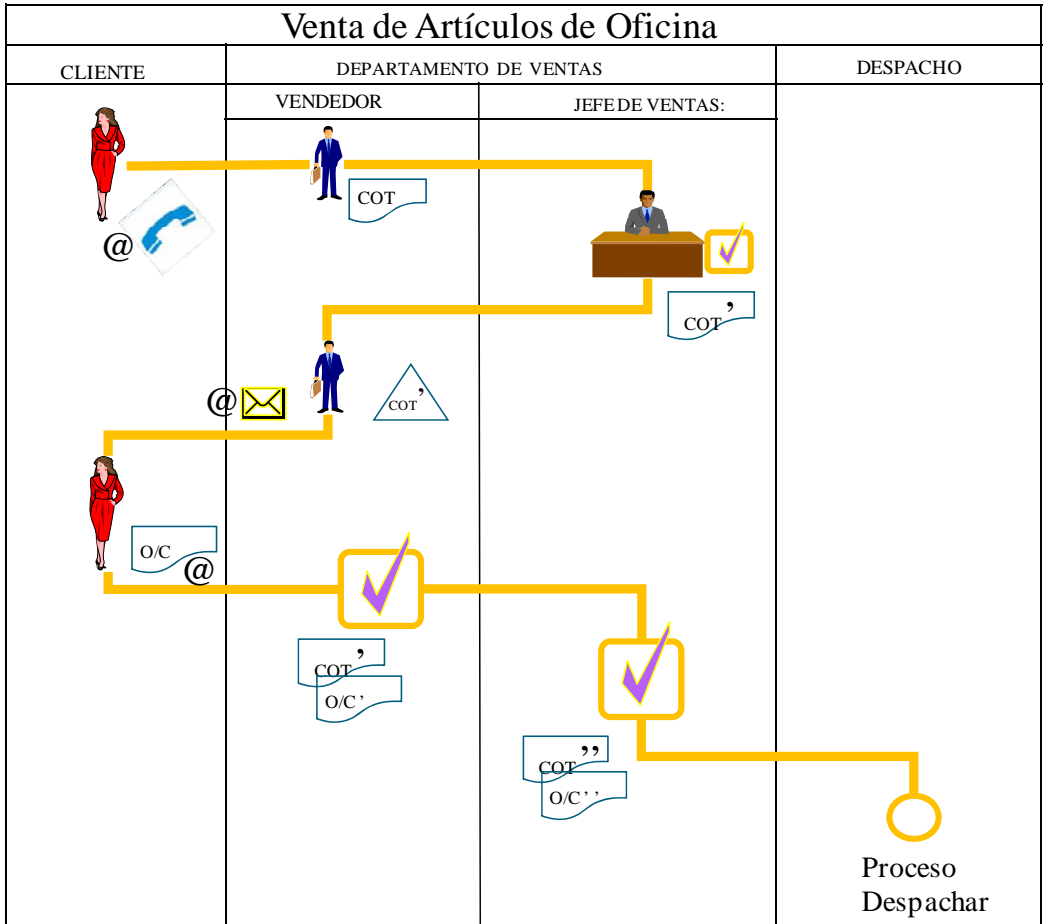 Venta de Artículos de Oficina
CLIENTE
DEPARTAMENTO DE VENTAS
DESPACHO
VENDEDOR
JEFE DE VENTAS:
COT
@
COT ’
@
COT ’
O/C
@
COT ’
O/C ’
COT ’’
O/C ’ ’
Proceso
Despachar